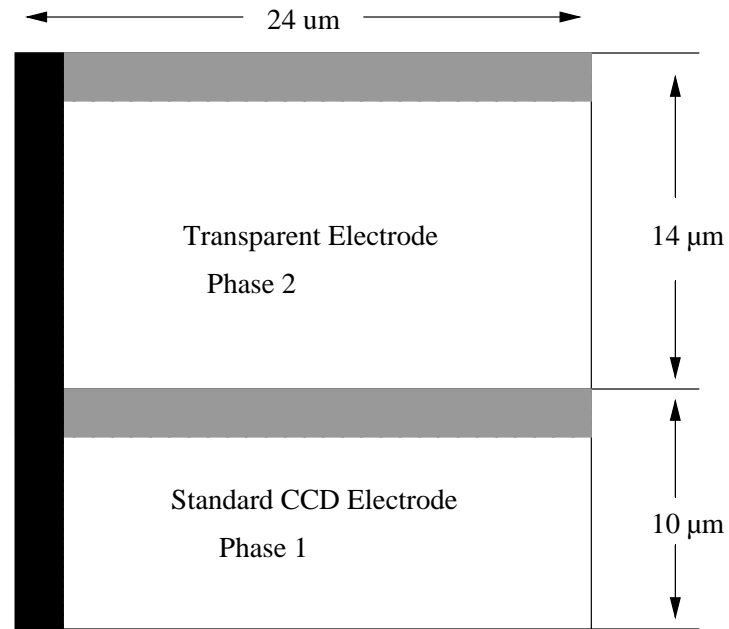 24 um
Transparent Electrode
Phase 2
14 µm
Standard CCD Electrode
Phase 1
10 µm